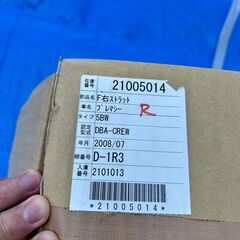 在庫番号 21005014
部品名 F右ストラット
車名 プレマシー
R
タイプ 5BW
認定型式 DBA-CREW
年式 2008/07
棚番号 D-1R3
入庫番号 2101013
*21005014*